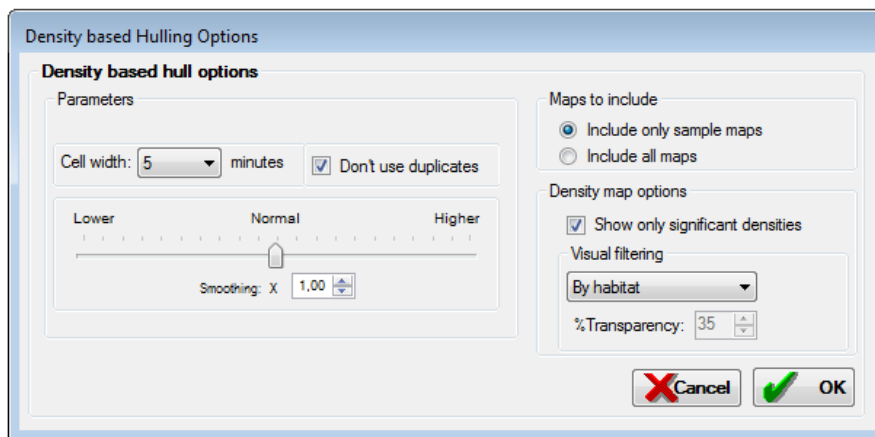 Density based Hulling Options
Density based hull options
Parameters
Cell width: 5 minutes
Don't use duplicates
Lower Normal Higher
Smoothing: X 1,00
Maps to include
Include only sample maps
Include all maps
Density map options
Show only significant densities
Visual filtering
By habitat
%Transparency: 35
Cancel OK